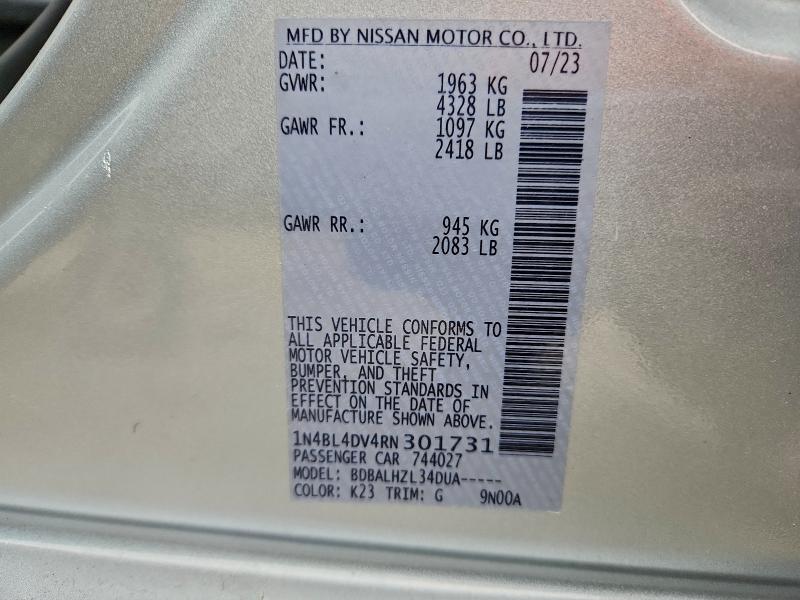 MFD BY NISSAN MOTOR CO., LTD.
DATE: 07/23
GVWR: 1963 KG
4328 LB
GAWR FR.: 1097 KG
2418 LB
GAWR RR.: 945 KG
2083 LB
THIS VEHICLE CONFORMS TO
ALL APPLICABLE FEDERAL
MOTOR VEHICLE SAFETY,
BUMPER, AND THEFT
PREVENTION STANDARDS IN
EFFECT ON THE DATE OF
MANUFACTURE SHOWN ABOVE.
1N4BL4DV4RN301731
PASSENGER CAR 744027
MODEL: BDBALHZL34DUA-----
COLOR: K23 TRIM: G 9N00A